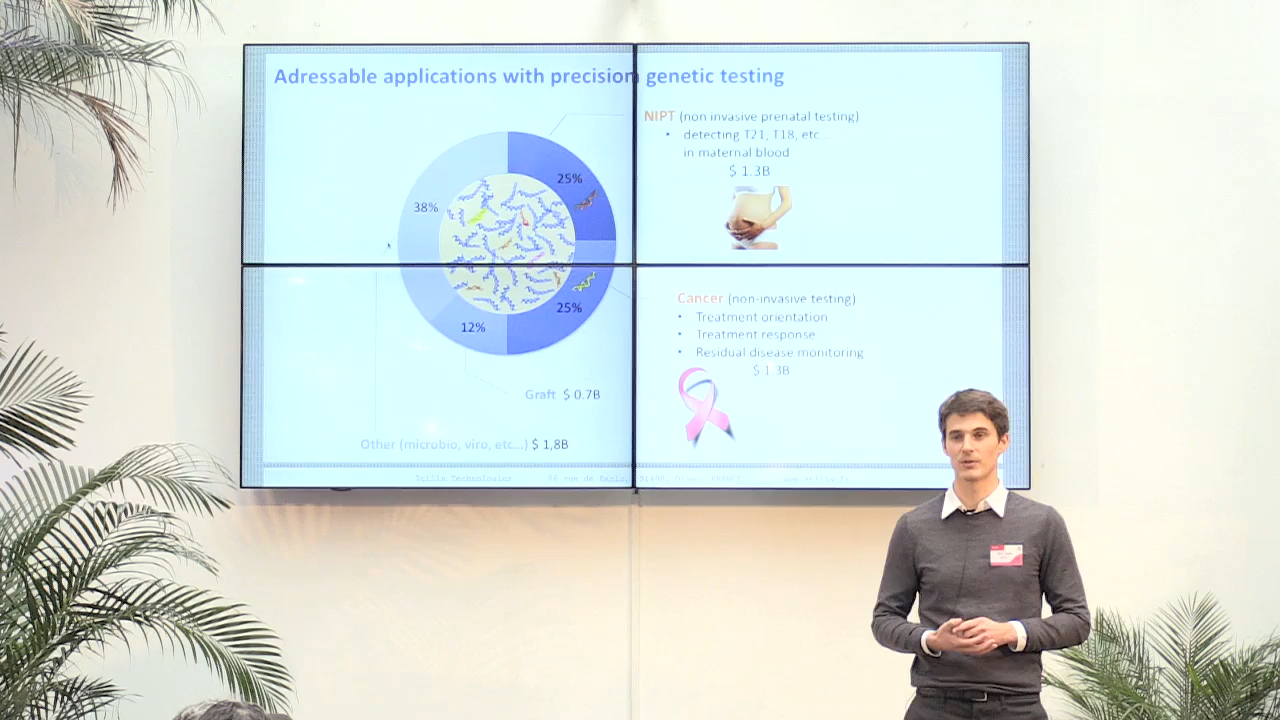 Adressable applications with precision genetic testing
NIPT (non invasive prenatal testing)
• detecting T21, T18, etc...
in maternal blood
$ 1.3B
25%
38%
25%
12%
Cancer (non-invasive testing)
• Treatment orientation
• Treatment response
• Residual disease monitoring
$ 1.3B
Graft $ 0.7B
Other (microbio, viro, etc...) $ 1,8B
Technologies